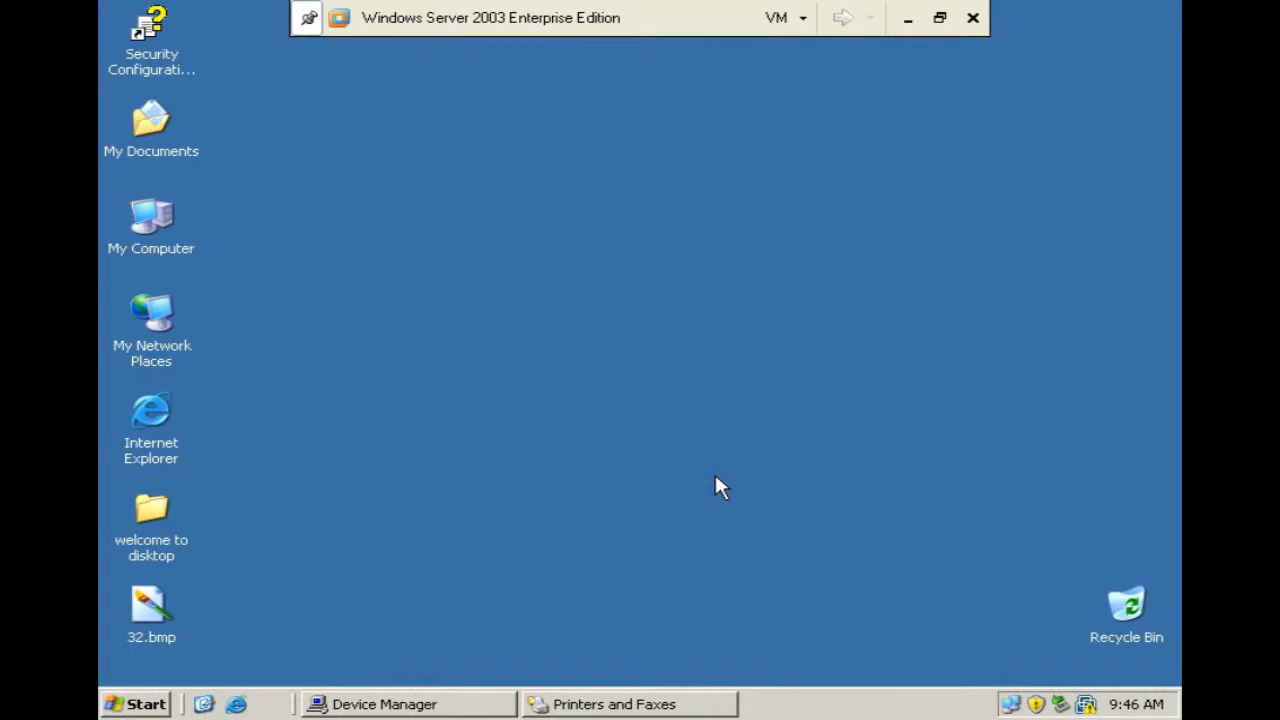 Windows Server 2003 Enterprise Edition
VM
Security
Configurati...
My Documents
My Computer
My Network
Places
Internet
Explorer
welcome to
disktop
32.bmp
Recycle Bin
Start
Device Manager
Printers and Faxes
9:46 AM